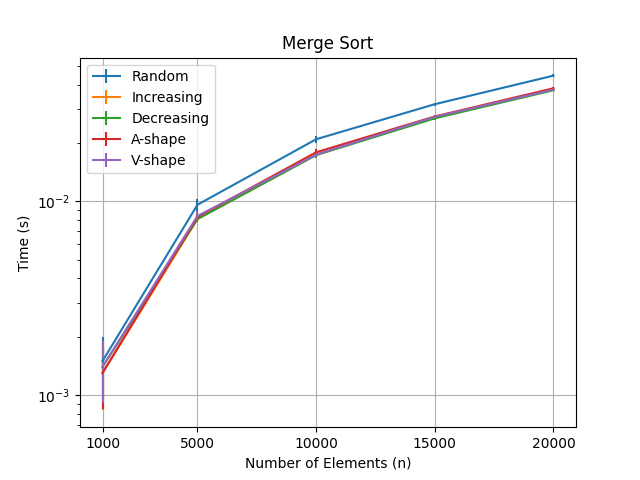 Merge Sort
Random
Increasing
Decreasing
A-shape
V-shape
10⁻²
10⁻³
Time (s)
1000 5000 10000 15000 20000
Number of Elements (n)